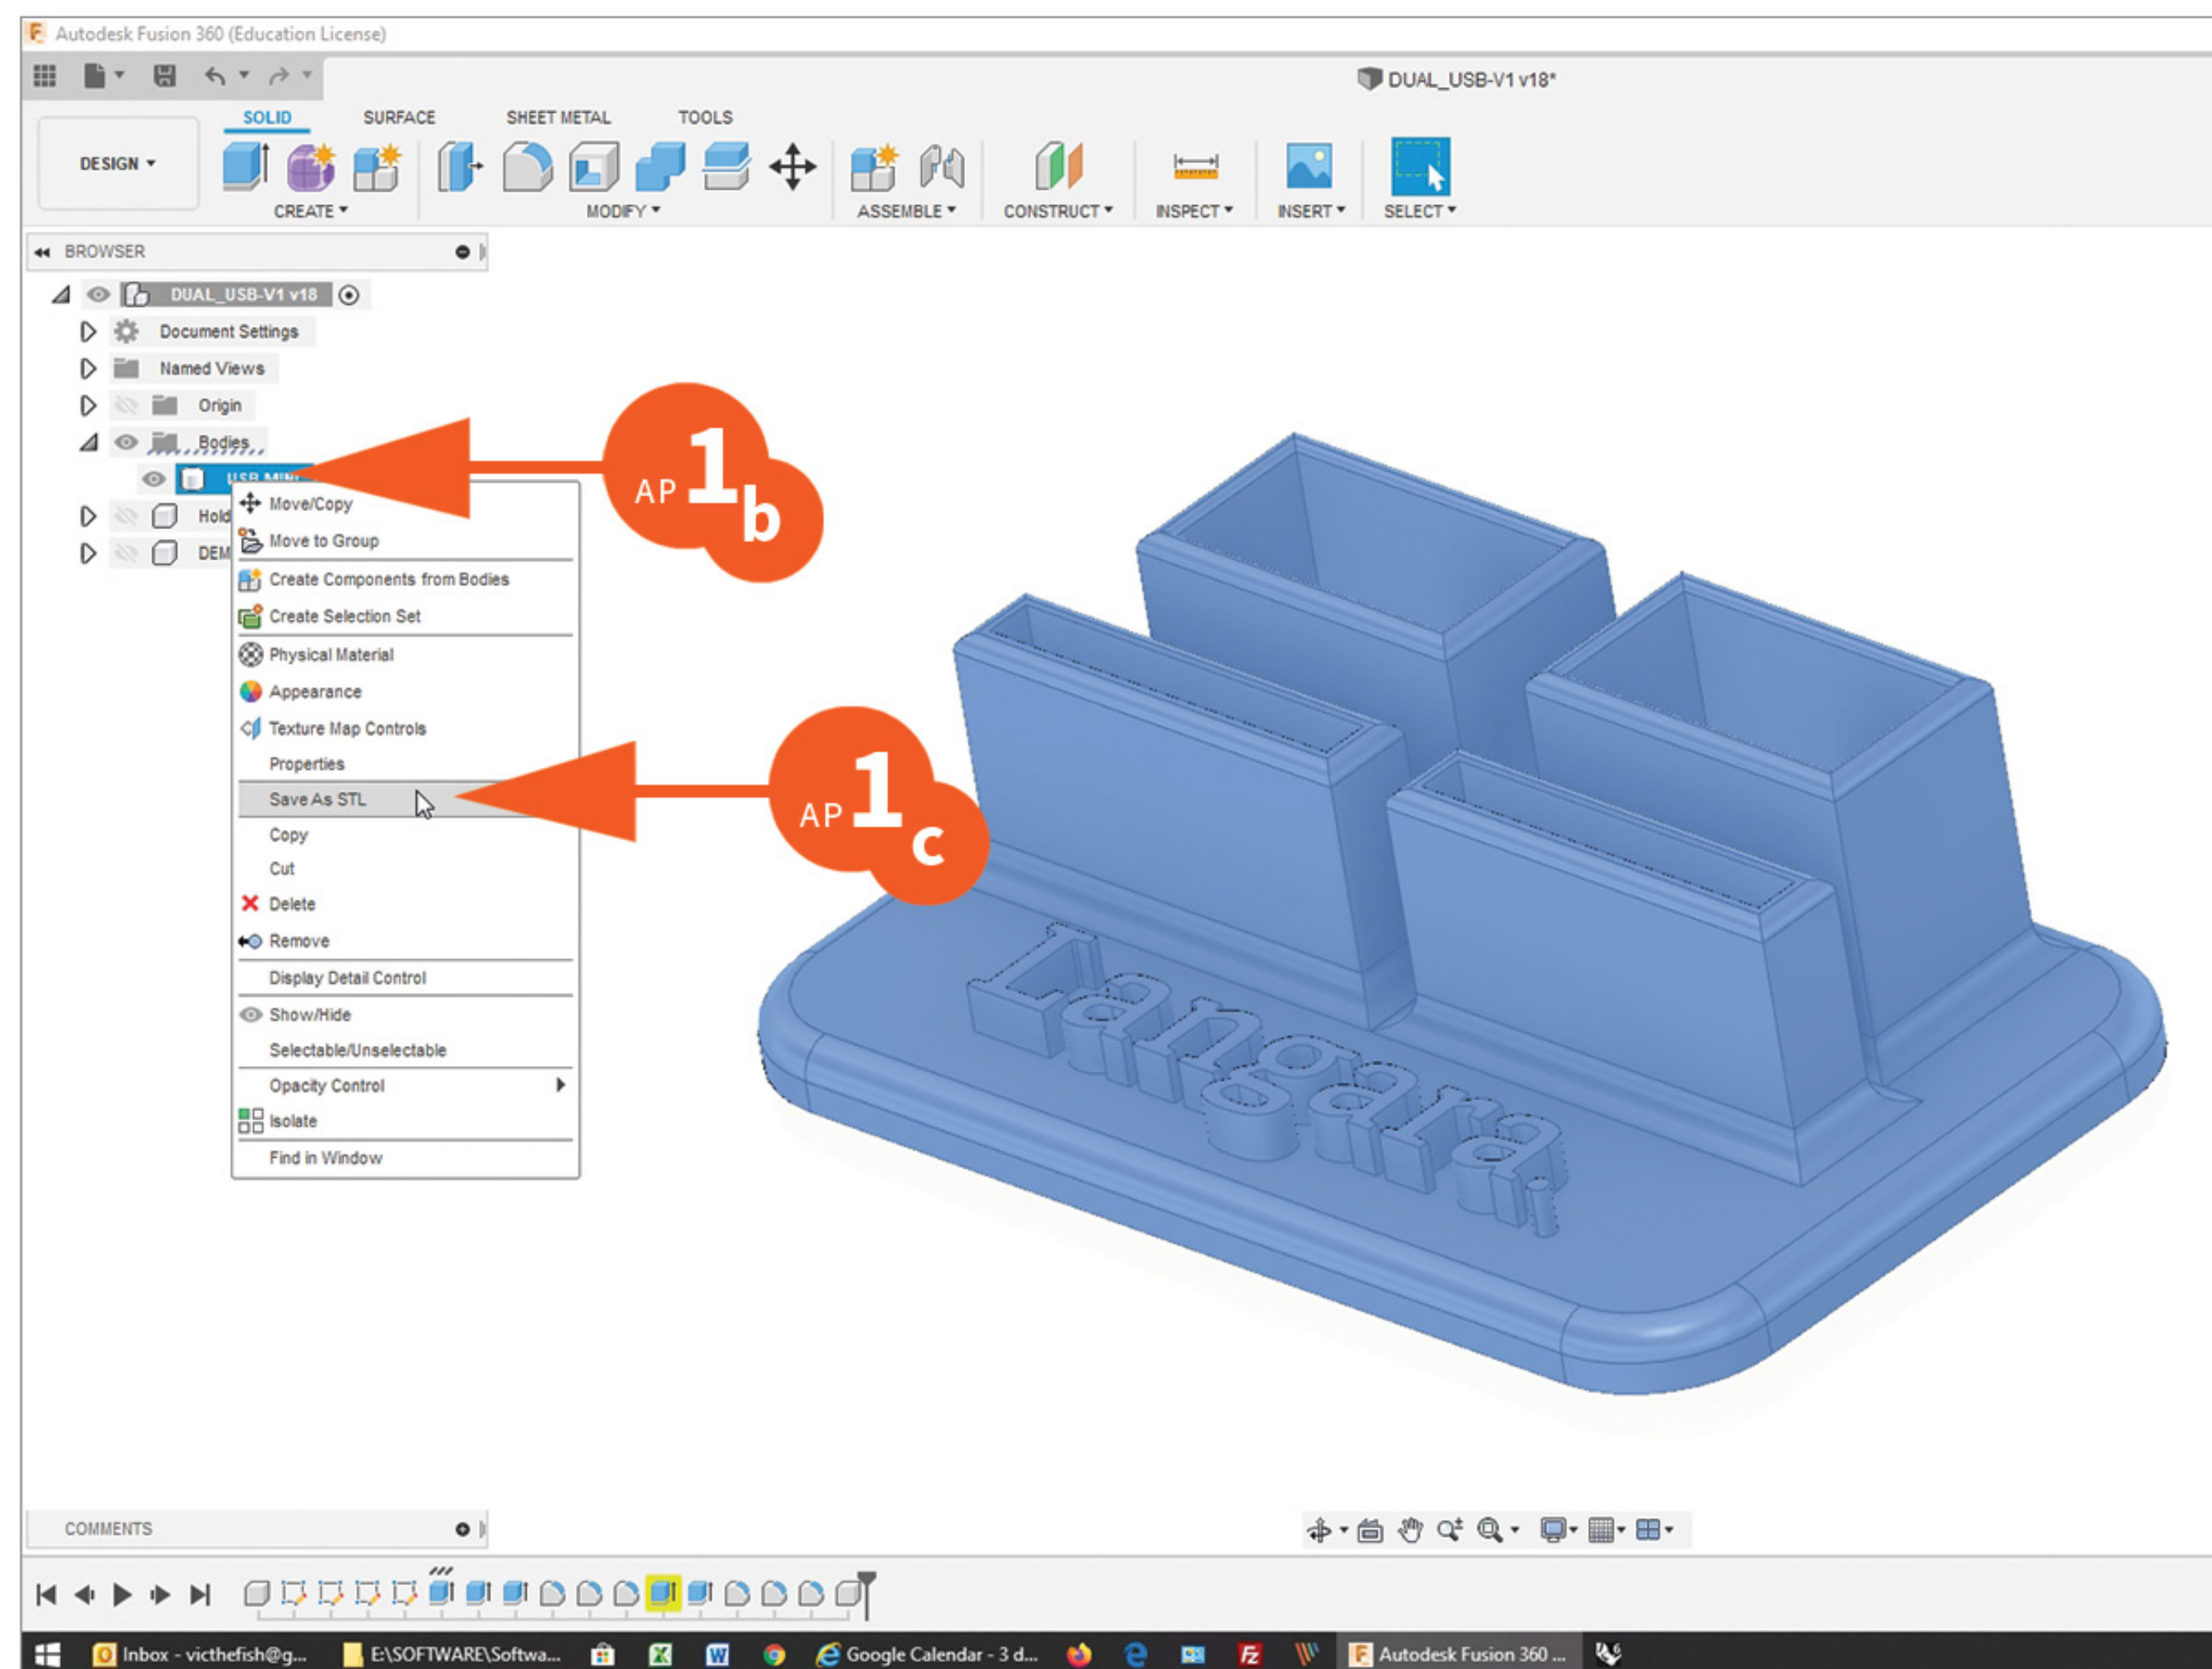 Autodesk Fusion 360 (Education License)
DUAL_USB-V1 v18*
SOLID SURFACE SHEET METAL TOOLS
DESIGN
CREATE MODIFY ASSEMBLE CONSTRUCT INSPECT INSERT SELECT
BROWSER
DUAL_USB-V1 v18
Document Settings
Named Views
Origin
Bodies
USB MINI
Hold
DEM
Move/Copy
Move to Group
Create Components from Bodies
Create Selection Set
Physical Material
Appearance
Texture Map Controls
Properties
Save As STL
Copy
Cut
Delete
Remove
Display Detail Control
Show/Hide
Selectable/Unselectable
Opacity Control
Isolate
Find in Window
AP 1 b
AP 1 c
Langara
COMMENTS
Inbox - victhefish@g... E:\SOFTWARE\Softwa... Google Calendar - 3 d... Autodesk Fusion 360 ...